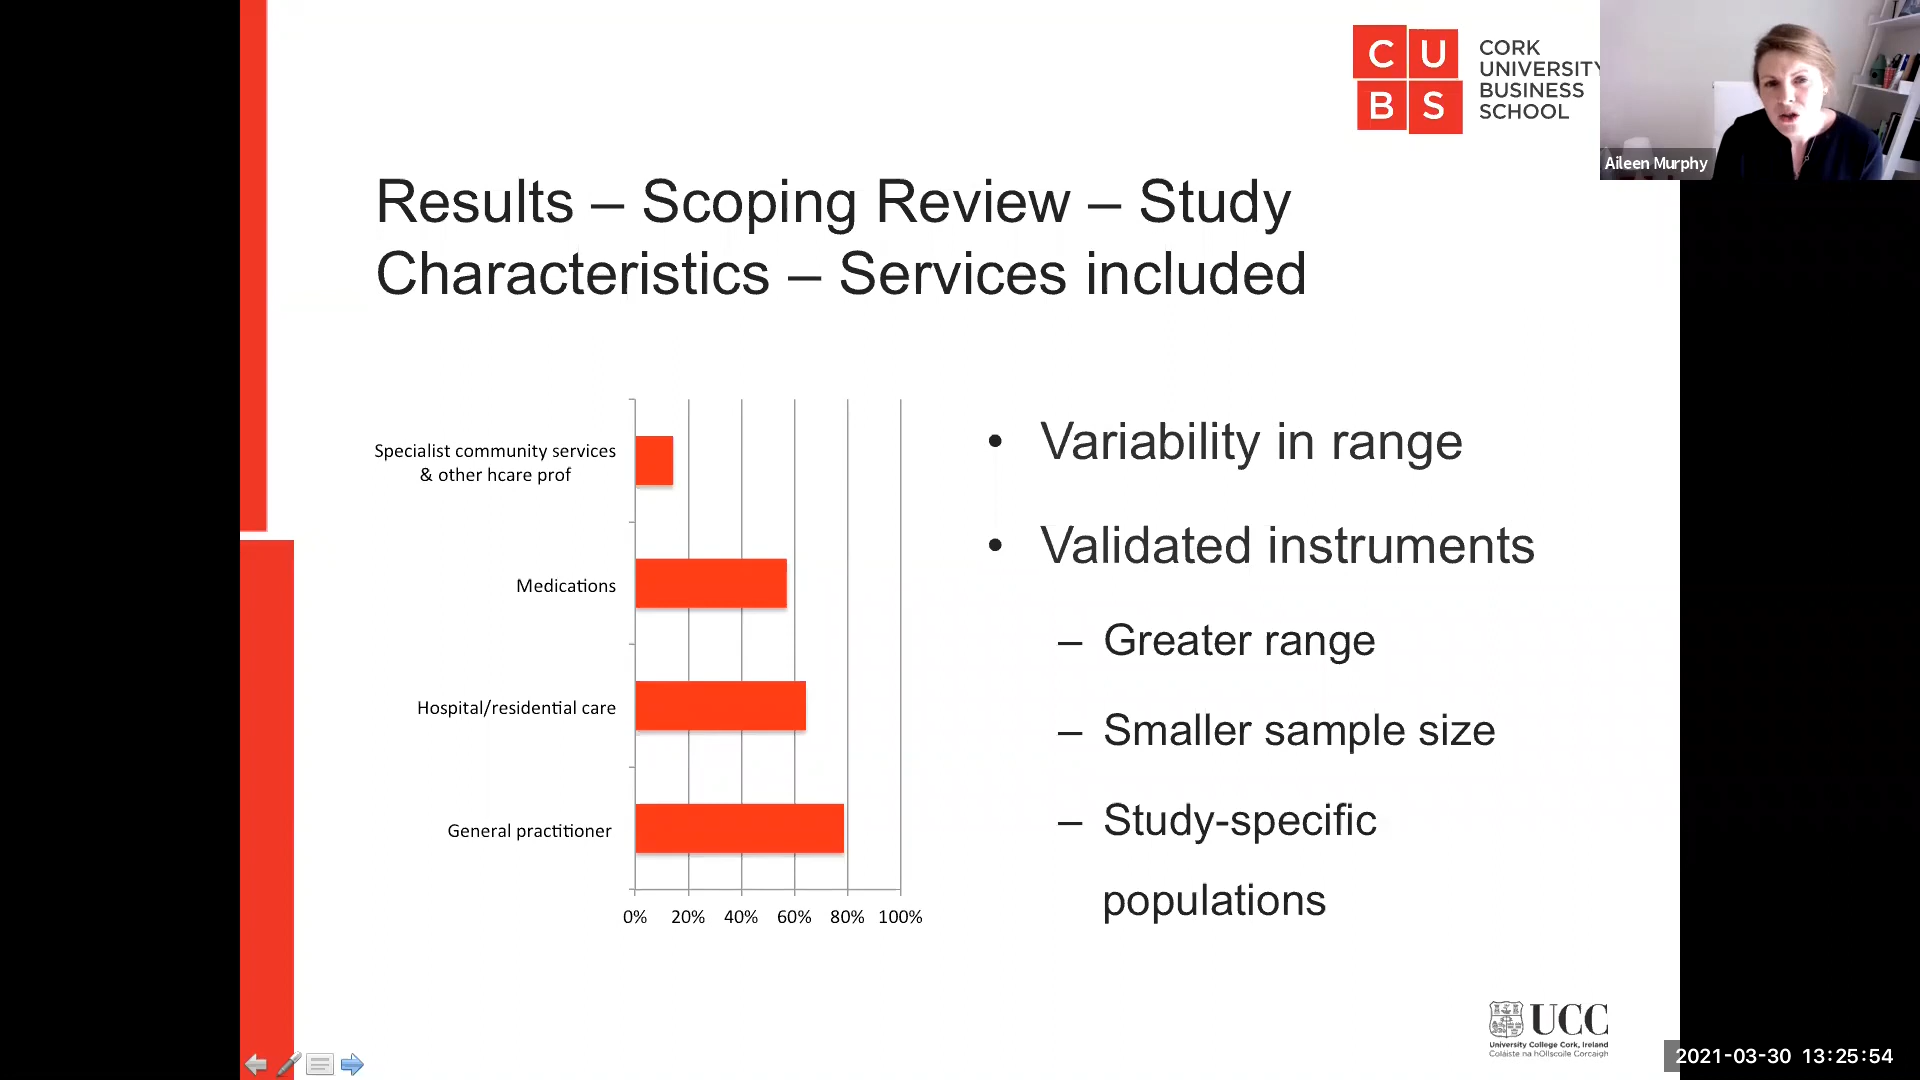 C U
B S
CORK
UNIVERSITY
BUSINESS
SCHOOL
Aileen Murphy
Results – Scoping Review – Study
Characteristics – Services included
Specialist community services
& other hcare prof
Medications
Hospital/residential care
General practitioner
0% 20% 40% 60% 80% 100%
• Variability in range
• Validated instruments
– Greater range
– Smaller sample size
– Study-specific
populations
UCC
University College Cork, Ireland
Coláiste na hOllscoile Corcaigh
2021-03-30 13:25:54